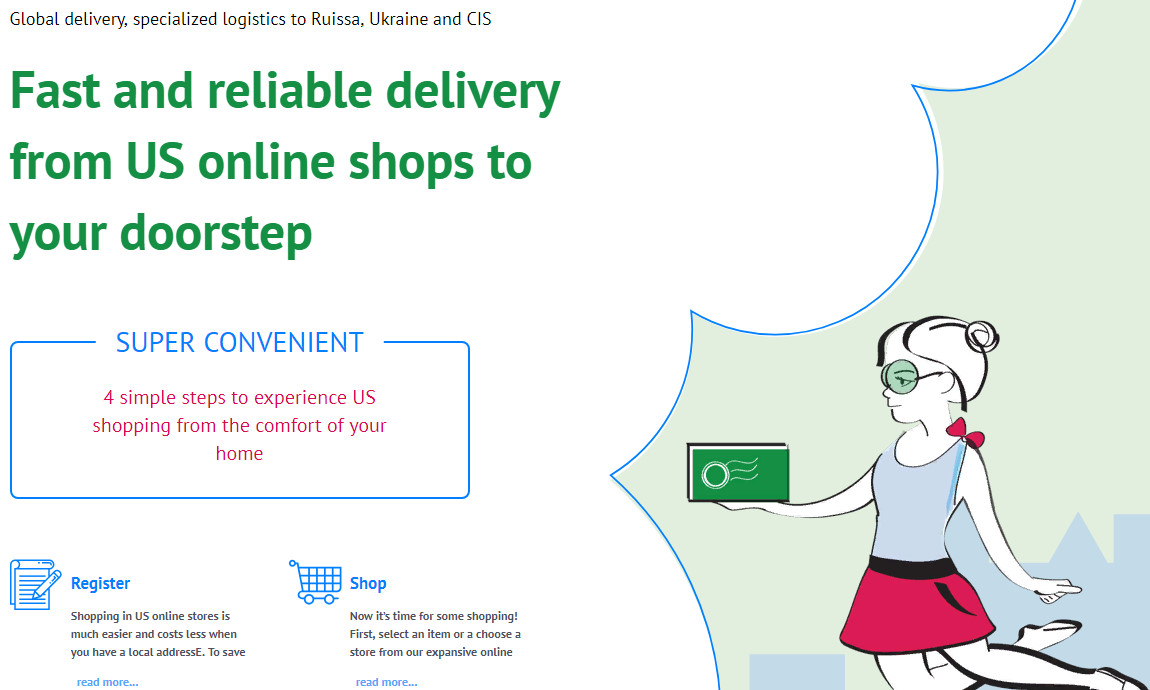 Global delivery, specialized logistics to Ruissa, Ukraine and CIS
Fast and reliable delivery
from US online shops to
your doorstep
SUPER CONVENIENT
4 simple steps to experience US
shopping from the comfort of your
home
Register
Shopping in US online stores is
much easier and costs less when
you have a local addressE. To save
read more...
Shop
Now it's time for some shopping!
First, select an item or a choose a
store from our expansive online
read more...